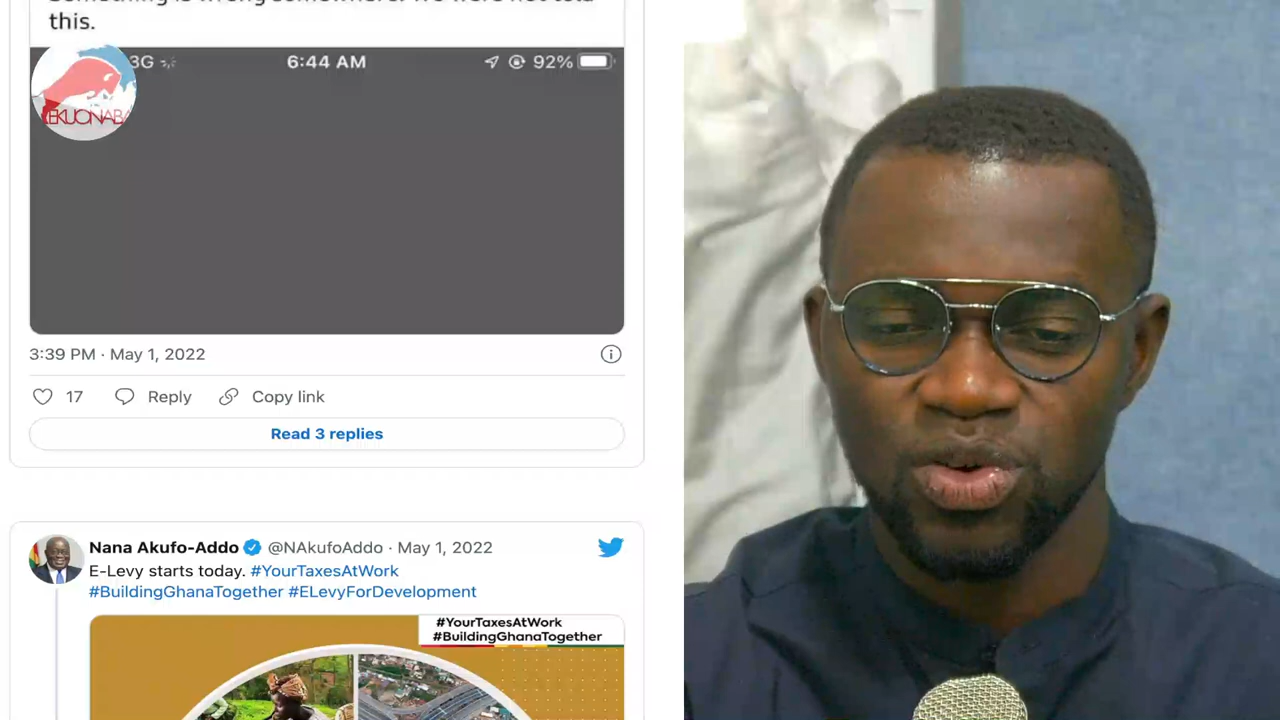 this.
3G
6:44 AM
92%
EKUONABA
3:39 PM · May 1, 2022
17
Reply
Copy link
Read 3 replies
Nana Akufo-Addo @NAkufoAddo · May 1, 2022
E-Levy starts today. #YourTaxesAtWork
#BuildingGhanaTogether #ELevyForDevelopment
#YourTaxesAtWork
#BuildingGhanaTogether